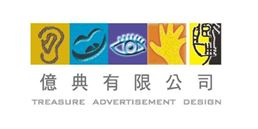 億典有限公司
TREASURE ADVERTISEMENT DESIGN